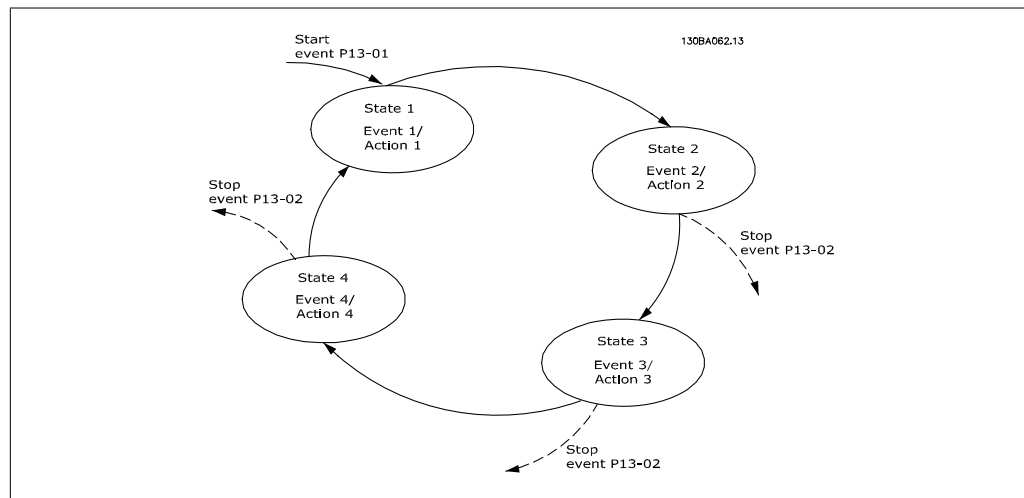 Start
event P13-01
130BA062.13
State 1
Event 1/
Action 1
State 2
Event 2/
Action 2
Stop
event P13-02
Stop
event P13-02
State 4
Event 4/
Action 4
State 3
Event 3/
Action 3
Stop
event P13-02